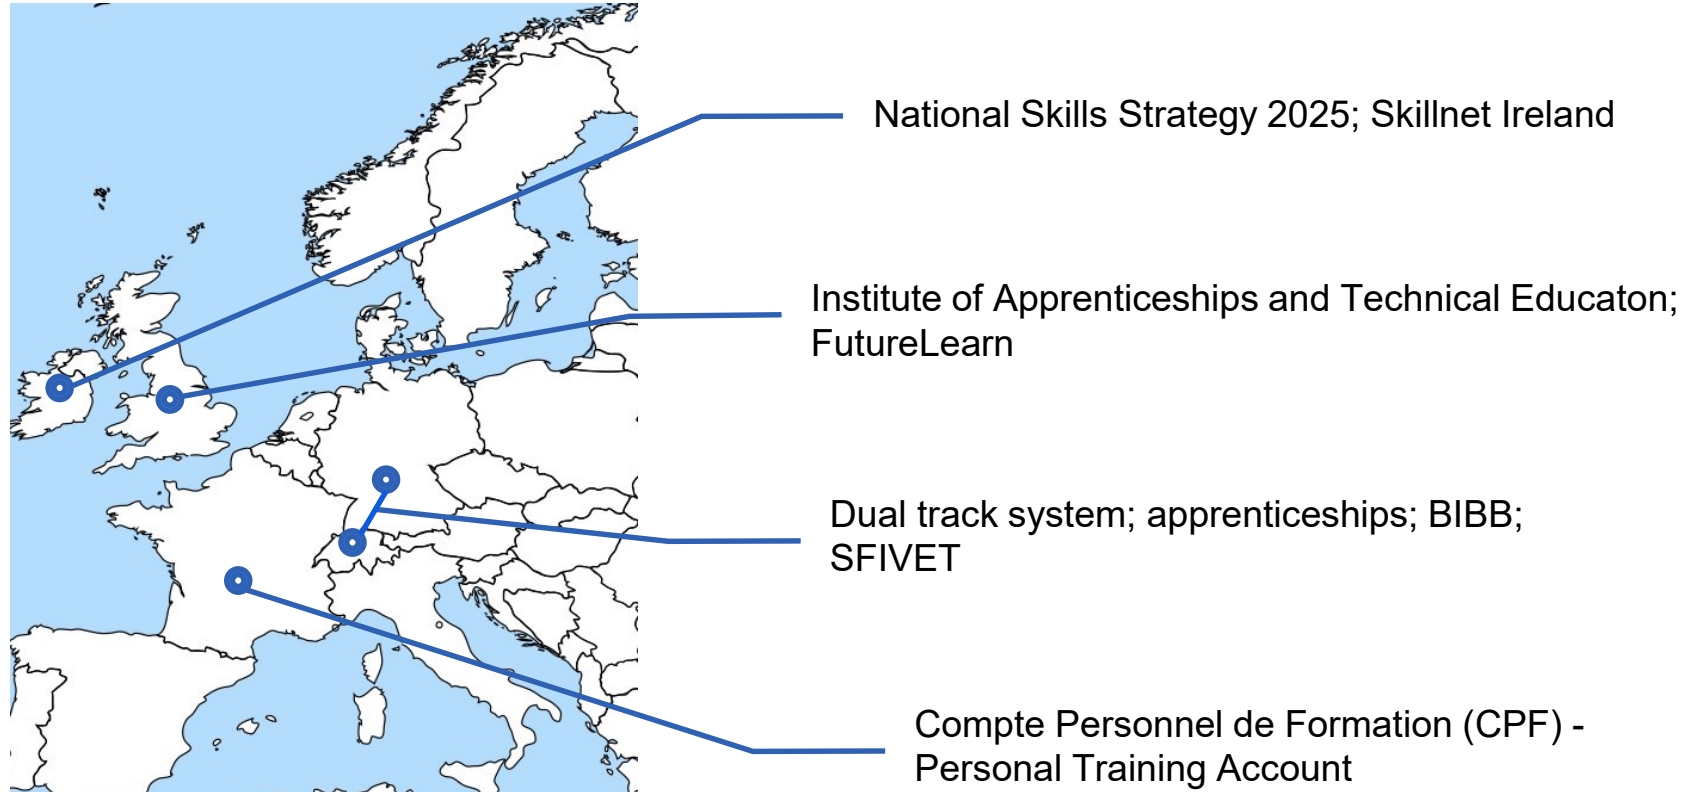 National Skills Strategy 2025; Skillnet Ireland
Institute of Apprenticeships and Technical Educaton;
FutureLearn
Dual track system; apprenticeships; BIBB;
SFIVET
Compte Personnel de Formation (CPF) -
Personal Training Account